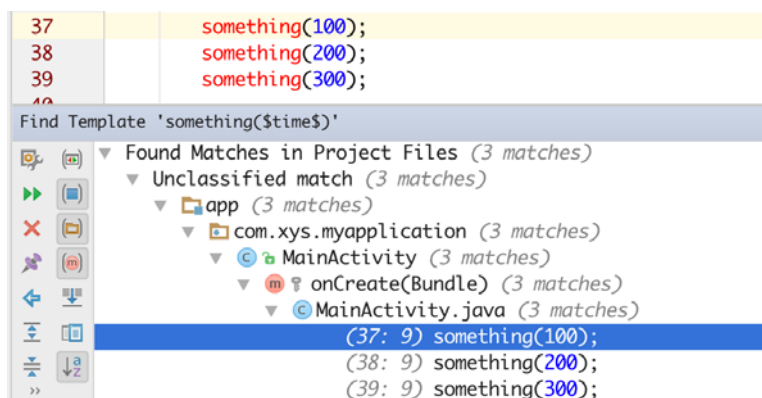 37 something(100);
38 something(200);
39 something(300);
40
Find Template 'something($time$)'
Found Matches in Project Files (3 matches)
Unclassified match (3 matches)
app (3 matches)
com.xys.myapplication (3 matches)
MainActivity (3 matches)
onCreate(Bundle) (3 matches)
MainActivity.java (3 matches)
(37: 9) something(100);
(38: 9) something(200);
(39: 9) something(300);